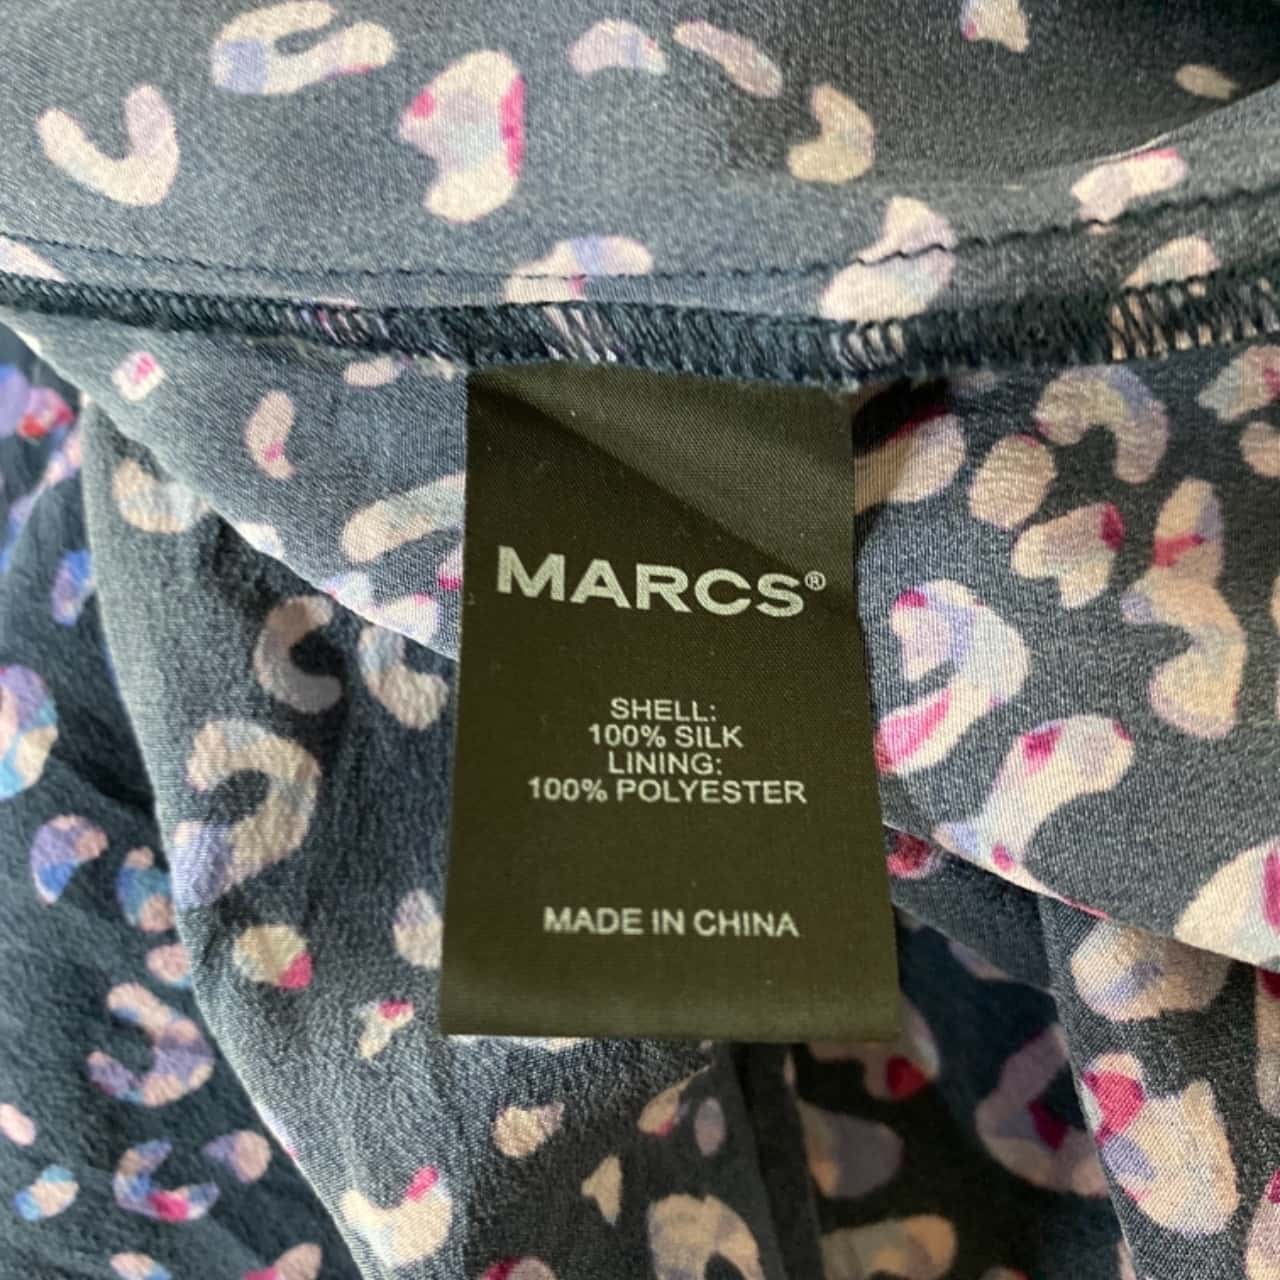 MARCS®
SHELL:
100% SILK
LINING:
100% POLYESTER
MADE IN CHINA